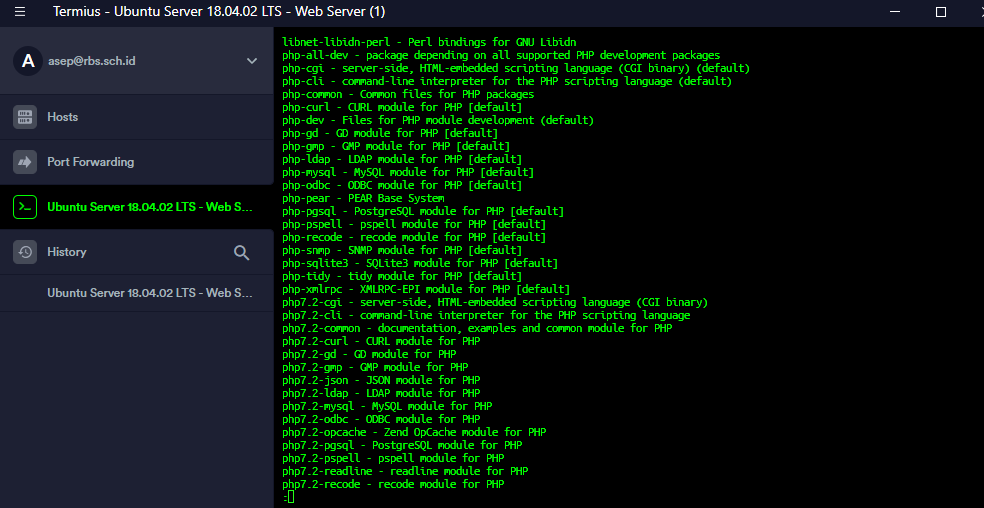 Termius - Ubuntu Server 18.04.02 LTS - Web Server (1)
A asep@rbs.sch.id
Hosts
Port Forwarding
Ubuntu Server 18.04.02 LTS - Web S...
History
Ubuntu Server 18.04.02 LTS - Web S...
libnet-libidn-perl - Perl bindings for GNU Libidn
php-all-dev - package depending on all supported PHP development packages
php-cgi - server-side, HTML-embedded scripting language (CGI binary) (default)
php-cli - command-line interpreter for the PHP scripting language (default)
php-common - Common files for PHP packages
php-curl - CURL module for PHP [default]
php-dev - Files for PHP module development (default)
php-gd - GD module for PHP [default]
php-gmp - GMP module for PHP [default]
php-ldap - LDAP module for PHP [default]
php-mysql - MySQL module for PHP [default]
php-odbc - ODBC module for PHP [default]
php-pear - PEAR Base System
php-pgsql - PostgreSQL module for PHP [default]
php-pspell - pspell module for PHP [default]
php-recode - recode module for PHP [default]
php-snmp - SNMP module for PHP [default]
php-sqlite3 - SQLite3 module for PHP [default]
php-tidy - tidy module for PHP [default]
php-xmlrpc - XMLRPC-EPI module for PHP [default]
php7.2-cgi - server-side, HTML-embedded scripting language (CGI binary)
php7.2-cli - command-line interpreter for the PHP scripting language
php7.2-common - documentation, examples and common module for PHP
php7.2-curl - CURL module for PHP
php7.2-gd - GD module for PHP
php7.2-gmp - GMP module for PHP
php7.2-json - JSON module for PHP
php7.2-ldap - LDAP module for PHP
php7.2-mysql - MySQL module for PHP
php7.2-odbc - ODBC module for PHP
php7.2-opcache - Zend OpCache module for PHP
php7.2-pgsql - PostgreSQL module for PHP
php7.2-pspell - pspell module for PHP
php7.2-readline - readline module for PHP
php7.2-recode - recode module for PHP
: